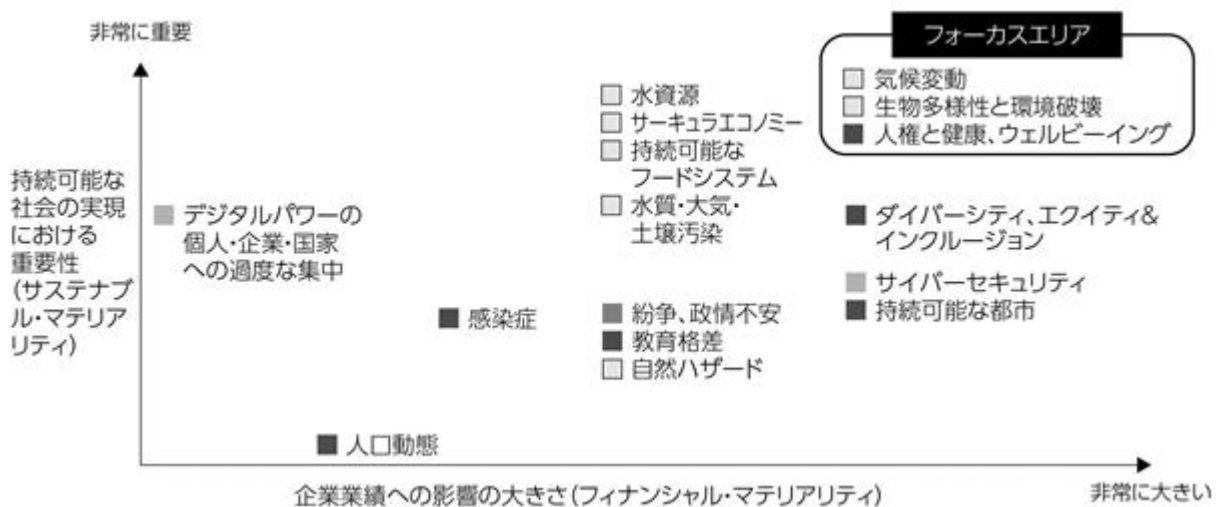 非常に重要
フォーカスエリア
気候変動
生物多様性と環境破壊
人権と健康、ウェルビーイング
水資源
サーキュラエコノミー
持続可能な
フードシステム
水質・大気・
土壌汚染
持続可能な
社会の実現
における
重要性
(サステナブ
ル・マテリア
リティ)
デジタルパワーの
個人・企業・国家
への過度な集中
ダイバーシティ、エクイティ&
インクルージョン
サイバーセキュリティ
持続可能な都市
感染症
紛争、政情不安
教育格差
自然ハザード
人口動態
企業業績への影響の大きさ(フィナンシャル・マテリアリティ)
非常に大きい